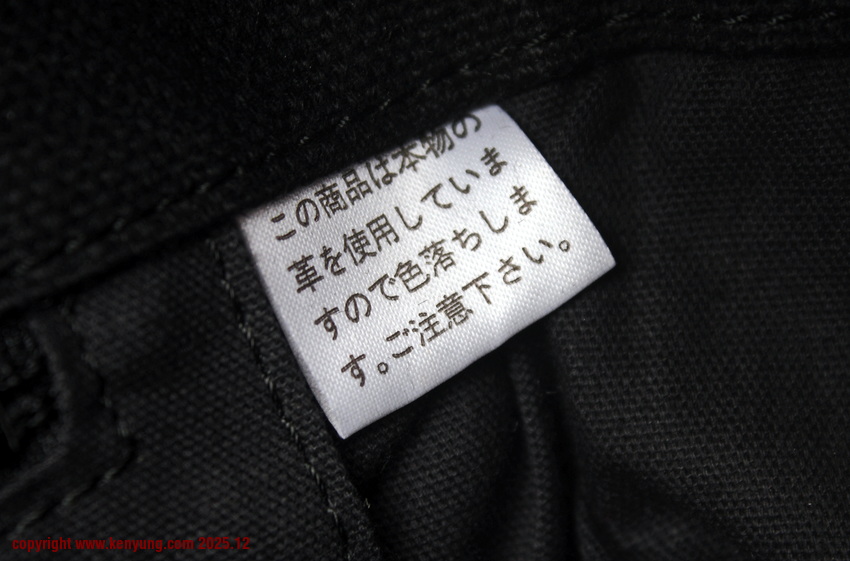 この商品は本物の
革を使用していま
すので色落ちしま
す。ご注意下さい。
copyright www.kenyung.com 2025.12